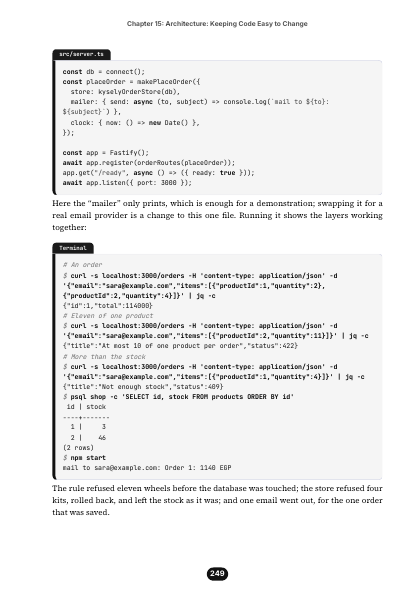 Chapter 15: Architecture: Keeping Code Easy to Change
src/server.ts
const db = connect();
const placeOrder = makePlaceOrder({
  store: kyselyOrderStore(db),
  mailer: { send: async (to, subject) => console.log(`mail to ${to}:
${subject}`) },
  clock: { now: () => new Date() },
});

const app = Fastify();
await app.register(orderRoutes(placeOrder));
app.get("/ready", async () => ({ ready: true }));
await app.listen({ port: 3000 });
Here the “mailer” only prints, which is enough for a demonstration; swapping it for a
real email provider is a change to this one file. Running it shows the layers working
together:
Terminal
# An order
$ curl -s localhost:3000/orders -H 'content-type: application/json' -d
'{"email":"sara@example.com","items":[{"productId":1,"quantity":2},
{"productId":2,"quantity":4}]}' | jq -c
{"id":1,"total":114000}
# Eleven of one product
$ curl -s localhost:3000/orders -H 'content-type: application/json' -d
'{"email":"sara@example.com","items":[{"productId":2,"quantity":11}]}' | jq -c
{"title":"At most 10 of one product per order","status":422}
# More than the stock
$ curl -s localhost:3000/orders -H 'content-type: application/json' -d
'{"email":"sara@example.com","items":[{"productId":1,"quantity":4}]}' | jq -c
{"title":"Not enough stock","status":409}
$ psql shop -c 'SELECT id, stock FROM products ORDER BY id'
 id | stock
----+-------
  1 |     3
  2 |    46
(2 rows)
$ npm start
mail to sara@example.com: Order 1: 1140 EGP
The rule refused eleven wheels before the database was touched; the store refused four
kits, rolled back, and left the stock as it was; and one email went out, for the one order
that was saved.
249